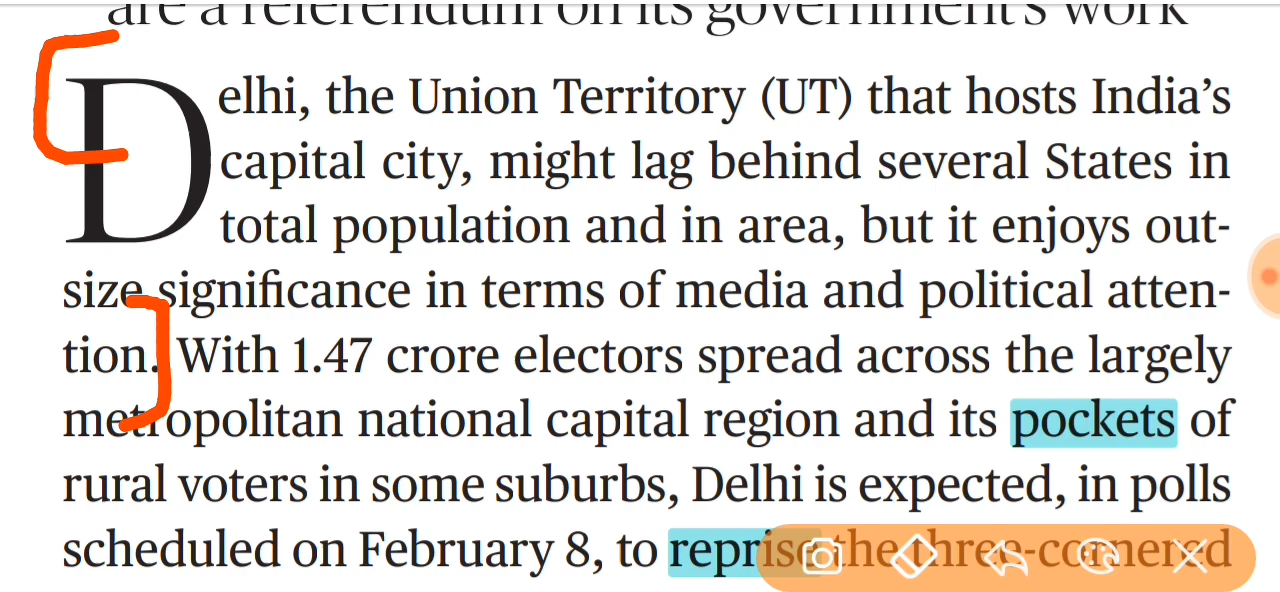 are a referendum on its government's work
Delhi, the Union Territory (UT) that hosts India's
capital city, might lag behind several States in
total population and in area, but it enjoys out-
size significance in terms of media and political atten-
tion. With 1.47 crore electors spread across the largely
metropolitan national capital region and its pockets of
rural voters in some suburbs, Delhi is expected, in polls
scheduled on February 8, to reprise the three-cornered